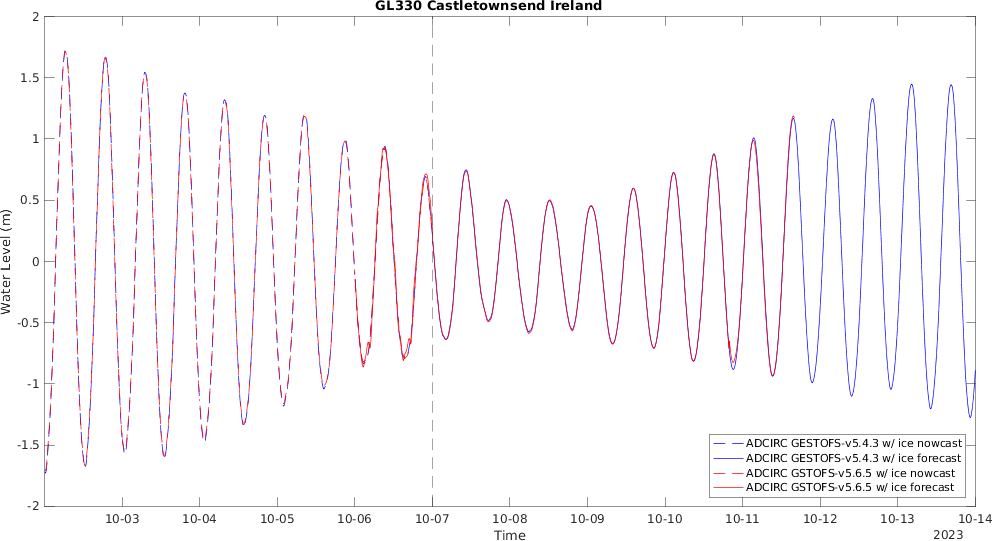 GL330 Castletownsend Ireland
2
1.5
1
0.5
0
-0.5
-1
-1.5
-2
Water Level (m)
ADCIRC GESTOFS-v5.4.3 w/ ice nowcast
ADCIRC GESTOFS-v5.4.3 w/ ice forecast
ADCIRC GSTOFS-v5.6.5 w/ ice nowcast
ADCIRC GSTOFS-v5.6.5 w/ ice forecast
10-03 10-04 10-05 10-06 10-07 10-08 10-09 10-10 10-11 10-12 10-13 10-14
Time
2023